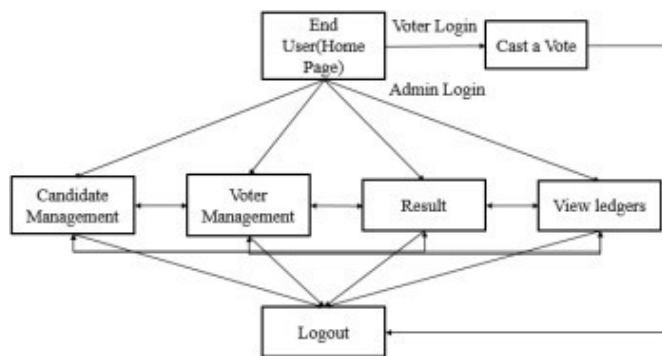 End
User(Home
Page)
Voter Login
Cast a Vote
Admin Login
Candidate
Management
Voter
Management
Result
View ledgers
Logout